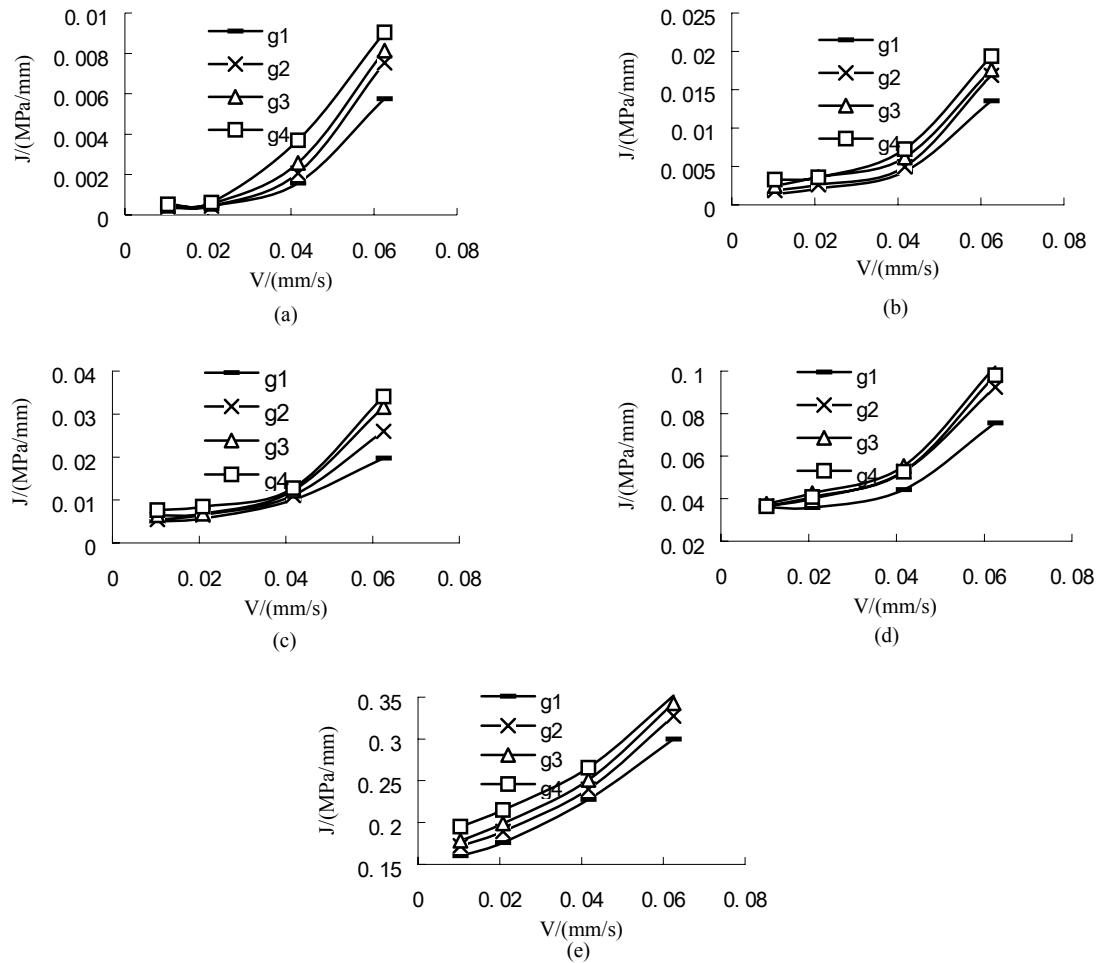 0. 01
0. 008
0. 006
0. 004
0. 002
0
J/(MPa/mm)
g1
g2
g3
g4
0 0. 02 0. 04 0. 06 0. 08
V/(mm/s)
(a)
0. 025
0. 02
0. 015
0. 01
0. 005
0
J/(MPa/mm)
g1
g2
g3
g4
0 0. 02 0. 04 0. 06 0. 08
V/(mm/s)
(b)
0. 04
0. 03
0. 02
0. 01
0
J/(MPa/mm)
g1
g2
g3
g4
0 0. 02 0. 04 0. 06 0. 08
V/(mm/s)
(c)
0. 1
0. 08
0. 06
0. 04
0. 02
J/(MPa/mm)
g1
g2
g3
g4
0 0. 02 0. 04 0. 06 0. 08
V/(mm/s)
(d)
0. 35
0. 3
0. 25
0. 2
0. 15
J/(MPa/mm)
g1
g2
g3
g4
0 0. 02 0. 04 0. 06 0. 08
V/(mm/s)
(e)